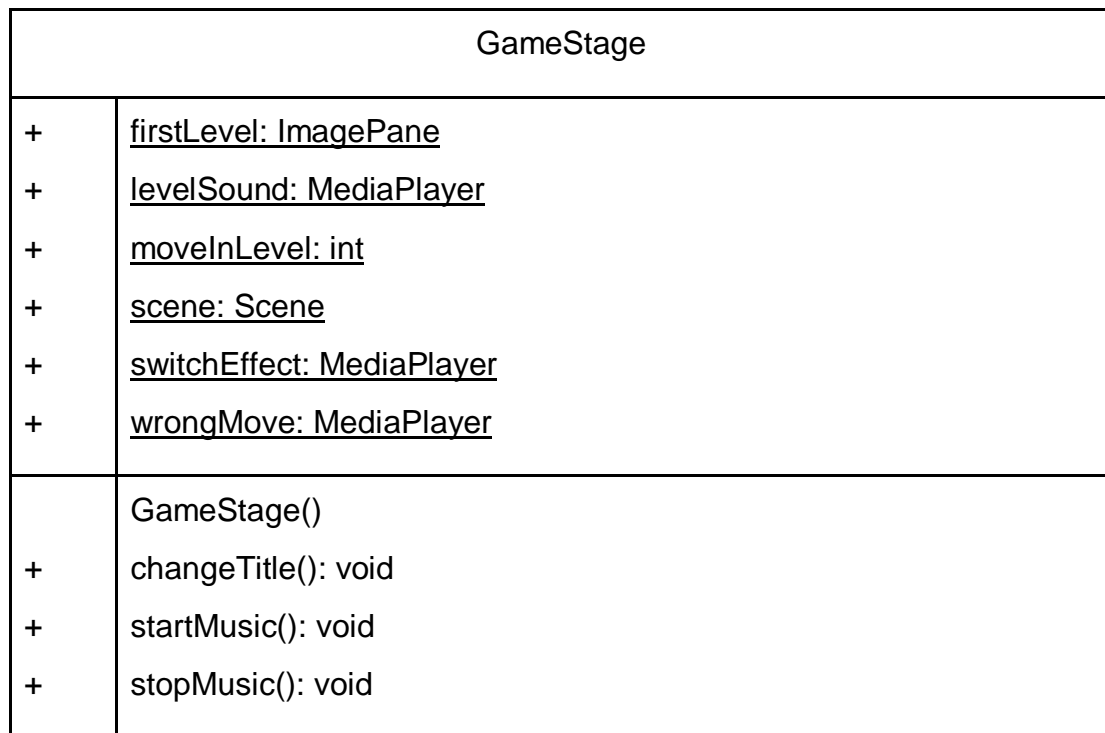 GameStage
+ firstLevel: ImagePane
+ levelSound: MediaPlayer
+ moveInLevel: int
+ scene: Scene
+ switchEffect: MediaPlayer
+ wrongMove: MediaPlayer
GameStage()
+ changeTitle(): void
+ startMusic(): void
+ stopMusic(): void